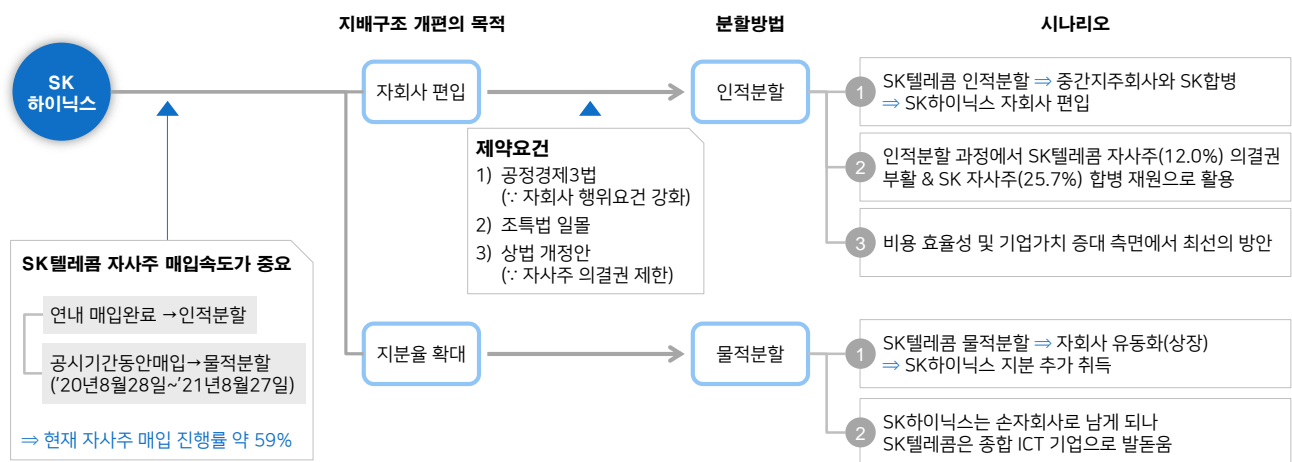 지배구조 개편의 목적
분할방법
시나리오
SK
하이닉스
자회사 편입
인적분할
1
SK텔레콤 인적분할 ⇒ 중간지주회사와 SK합병
⇒ SK하이닉스 자회사 편입
2
인적분할 과정에서 SK텔레콤 자사주(12.0%) 의결권
부활 & SK 자사주(25.7%) 합병 재원으로 활용
3
비용 효율성 및 기업가치 증대 측면에서 최선의 방안
제약요건
1) 공정경제3법
(∵ 자회사 행위요건 강화)
2) 조특법 일몰
3) 상법 개정안
(∵ 자사주 의결권 제한)
SK텔레콤 자사주 매입속도가 중요
연내 매입완료 →인적분할
공시기간동안매입→물적분할
('20년8월28일~'21년8월27일)
⇒ 현재 자사주 매입 진행률 약 59%
지분율 확대
물적분할
1
SK텔레콤 물적분할 ⇒ 자회사 유동화(상장)
⇒ SK하이닉스 지분 추가 취득
2
SK하이닉스는 손자회사로 남게 되나
SK텔레콤은 종합 ICT 기업으로 발돋움